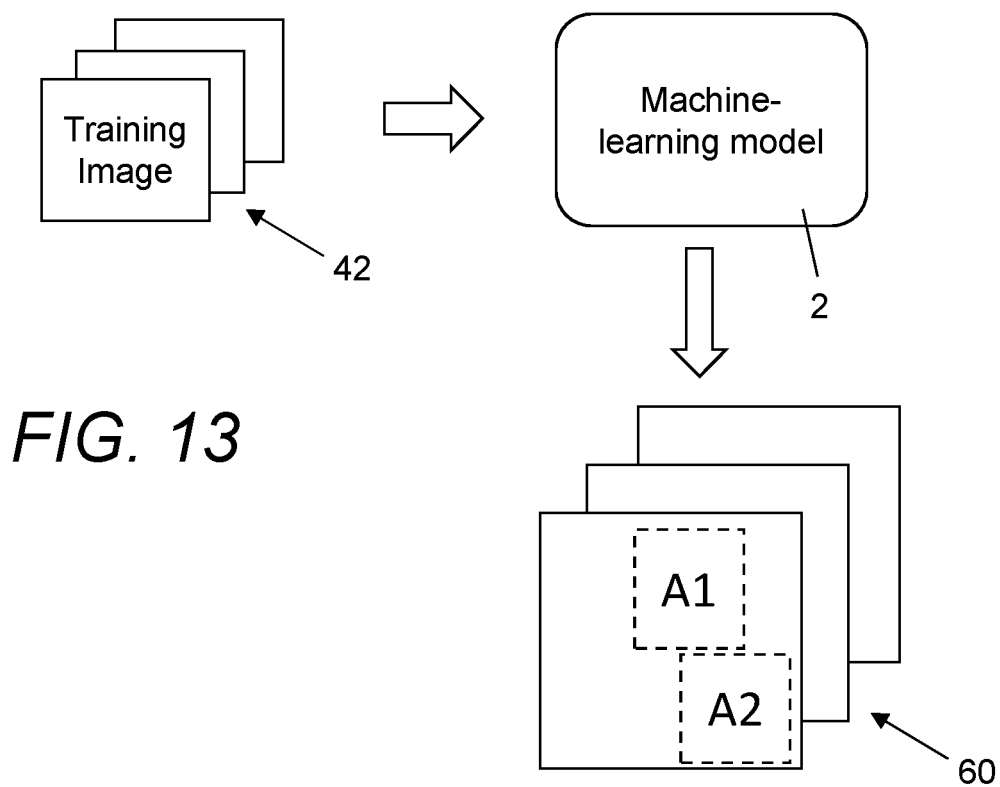 Training
Image
42
Machine-
learning model
2
FIG. 13
A1
A2
60